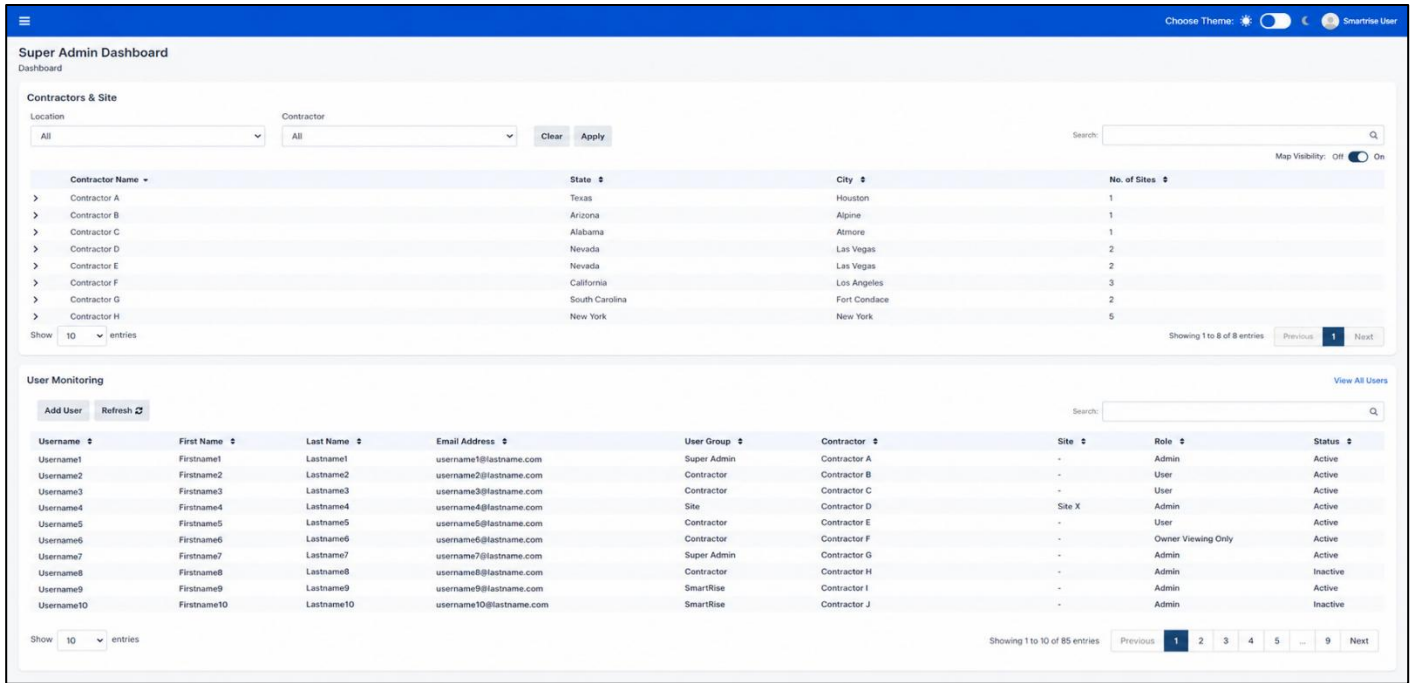 Choose Theme: Smartrise User
Super Admin Dashboard
Dashboard
Contractors & Site
Location Contractor
All All Clear Apply Search:
Map Visibility: Off On
Contractor Name State City No. of Sites
Contractor A Texas Houston 1
Contractor B Arizona Alpine 1
Contractor C Alabama Atmore 1
Contractor D Nevada Las Vegas 2
Contractor E Nevada Las Vegas 2
Contractor F California Los Angeles 3
Contractor G South Carolina Fort Condace 2
Contractor H New York New York 5
Show 10 entries Showing 1 to 8 of 8 entries Previous 1 Next
User Monitoring View All Users
Add User Refresh Search:
Username First Name Last Name Email Address User Group Contractor Site Role Status
Username1 Firstname1 Lastname1 username1@lastname.com Super Admin Contractor A - Admin Active
Username2 Firstname2 Lastname2 username2@lastname.com Contractor Contractor B - User Active
Username3 Firstname3 Lastname3 username3@lastname.com Contractor Contractor C - User Active
Username4 Firstname4 Lastname4 username4@lastname.com Site Contractor D Site X Admin Active
Username5 Firstname5 Lastname5 username5@lastname.com Contractor Contractor E - User Active
Username6 Firstname6 Lastname6 username6@lastname.com Contractor Contractor F - Owner Viewing Only Active
Username7 Firstname7 Lastname7 username7@lastname.com Super Admin Contractor G - Admin Active
Username8 Firstname8 Lastname8 username8@lastname.com Contractor Contractor H - Admin Inactive
Username9 Firstname9 Lastname9 username9@lastname.com SmartRise Contractor I - Admin Active
Username10 Firstname10 Lastname10 username10@lastname.com SmartRise Contractor J - Admin Inactive
Show 10 entries Showing 1 to 10 of 85 entries Previous 1 2 3 4 5 ... 9 Next